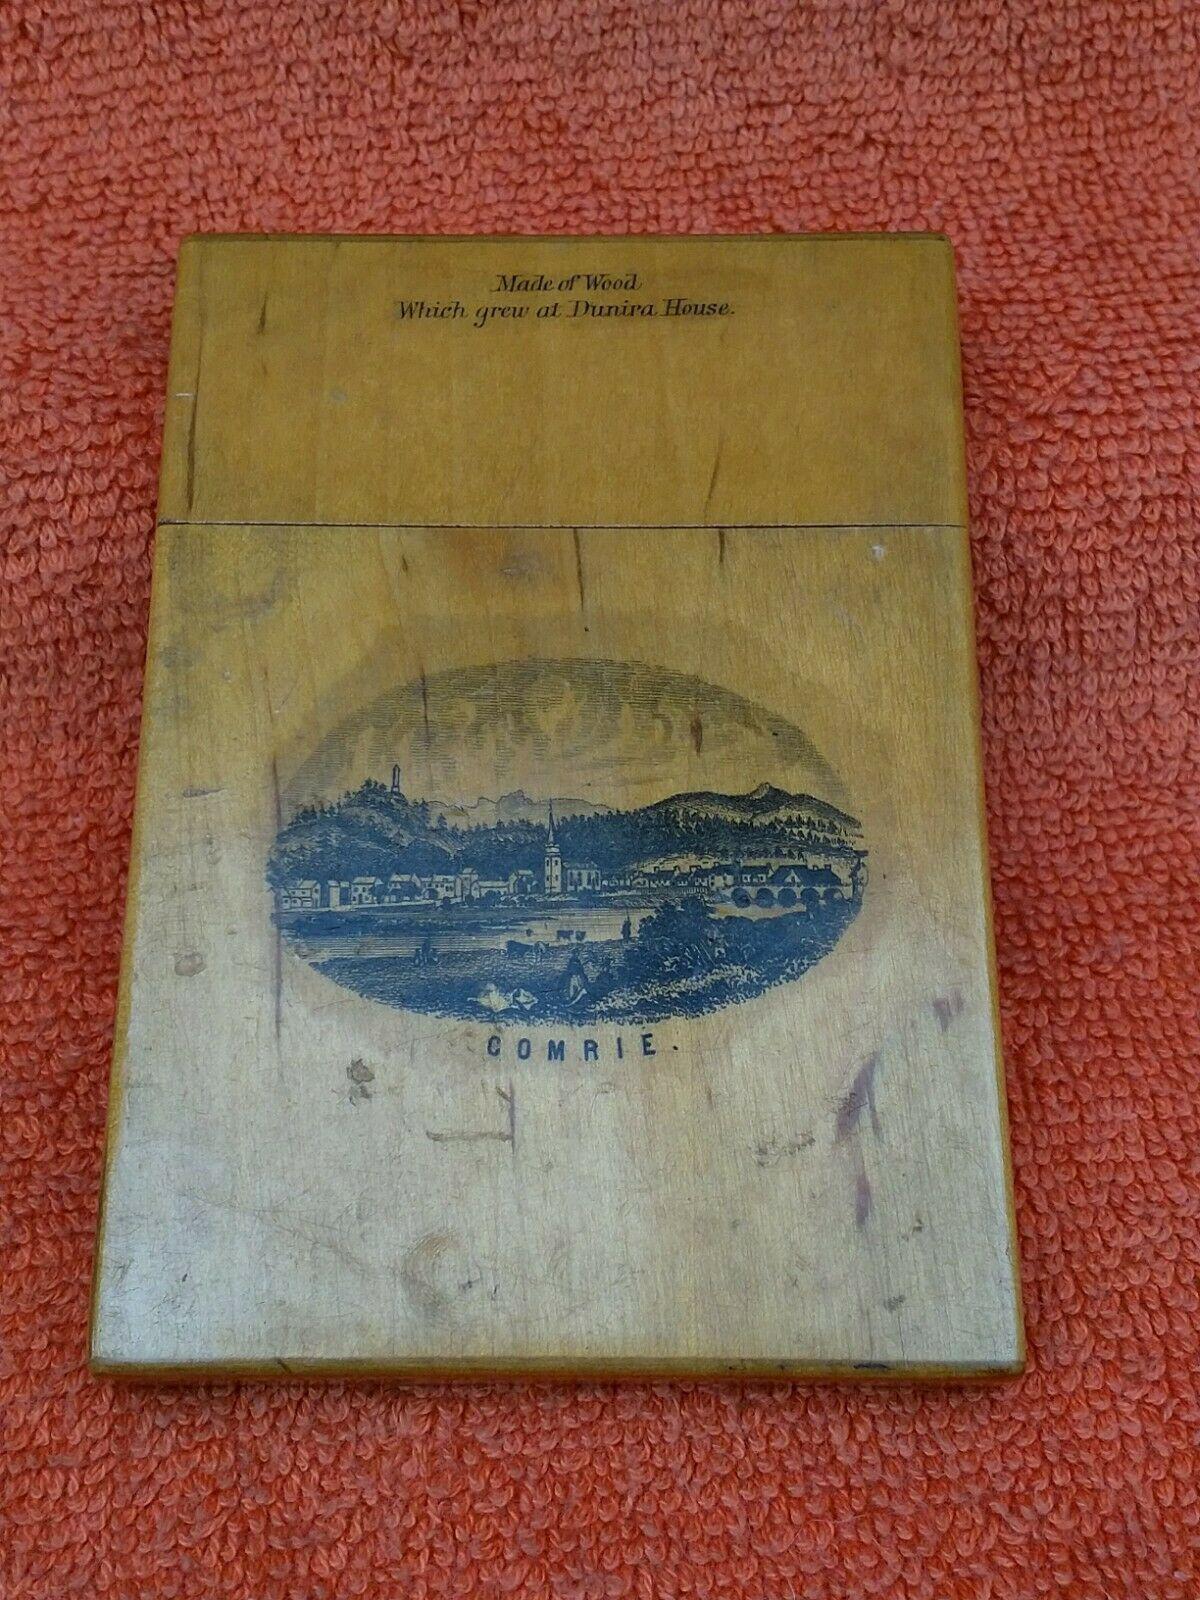 Made of Wood
Which grew at Dunira House.
COMRIE.